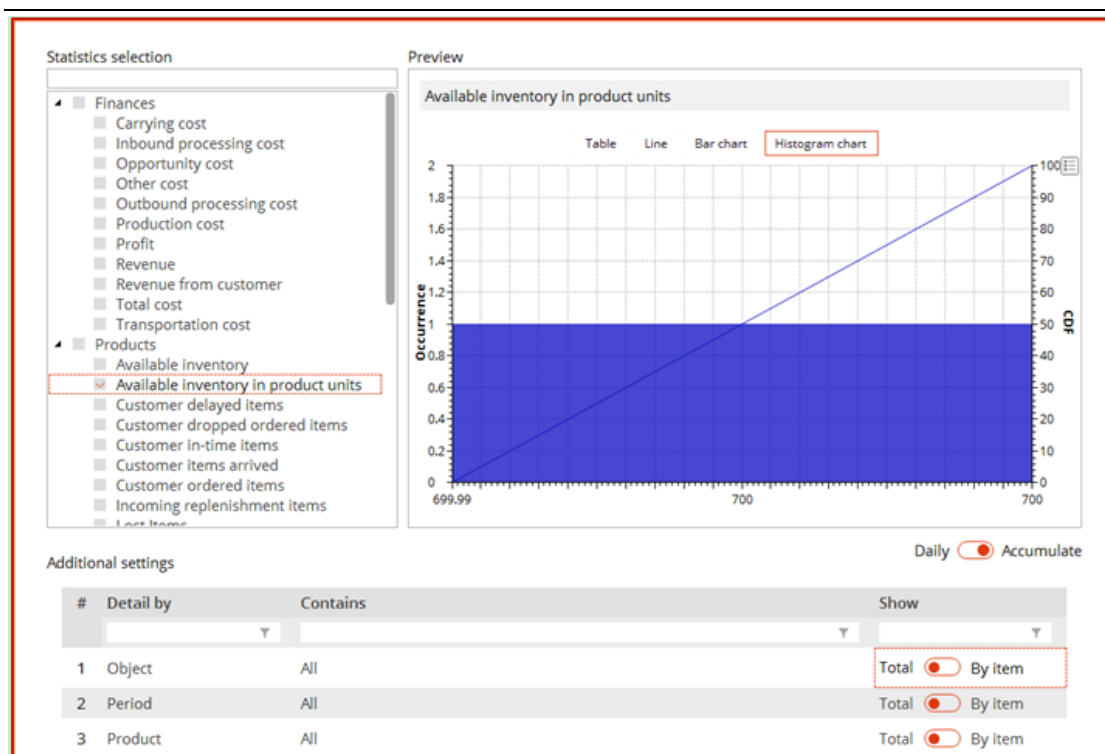 Statistics selection
Preview
Finances
Carrying cost
Inbound processing cost
Opportunity cost
Other cost
Outbound processing cost
Production cost
Profit
Revenue
Revenue from customer
Total cost
Transportation cost
Products
Available inventory
Available inventory in product units
Customer delayed items
Customer dropped ordered items
Customer in-time items
Customer items arrived
Customer ordered items
Incoming replenishment items
Lost Items
Available inventory in product units
Table Line Bar chart Histogram chart
2
1.8
1.6
1.4
1.2
1
0.8
0.6
0.4
0.2
0
Occurrence
100
90
80
70
60
50
40
30
20
10
0
CDF
699.99 700 700
Daily Accumulate
Additional settings
# Detail by Contains Show
1 Object All Total By item
2 Period All Total By item
3 Product All Total By item